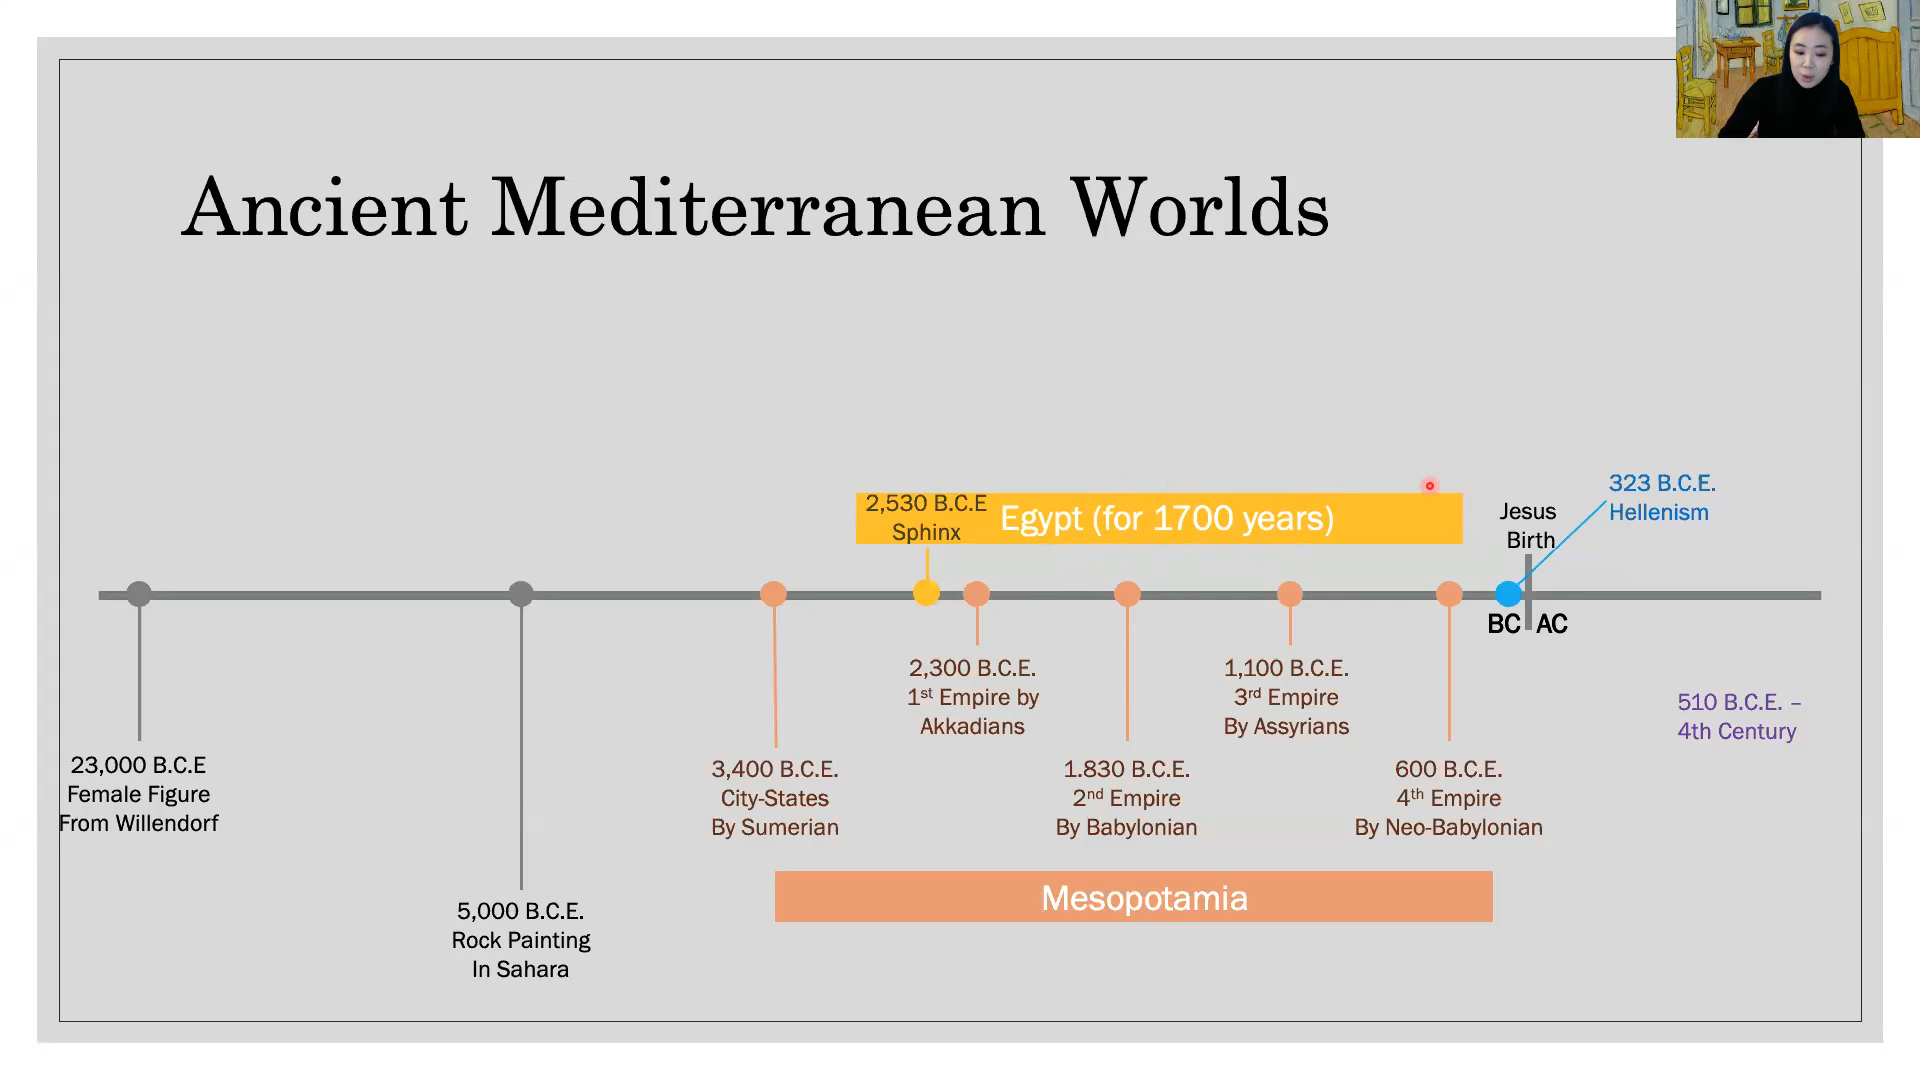 Ancient Mediterranean Worlds
2,530 B.C.E
Sphinx
Egypt (for 1700 years)
Jesus
Birth
323 B.C.E.
Hellenism
BC
AC
2,300 B.C.E.
1st Empire by
Akkadians
1,100 B.C.E.
3rd Empire
By Assyrians
510 B.C.E. –
4th Century
23,000 B.C.E
Female Figure
From Willendorf
3,400 B.C.E.
City-States
By Sumerian
1.830 B.C.E.
2nd Empire
By Babylonian
600 B.C.E.
4th Empire
By Neo-Babylonian
Mesopotamia
5,000 B.C.E.
Rock Painting
In Sahara